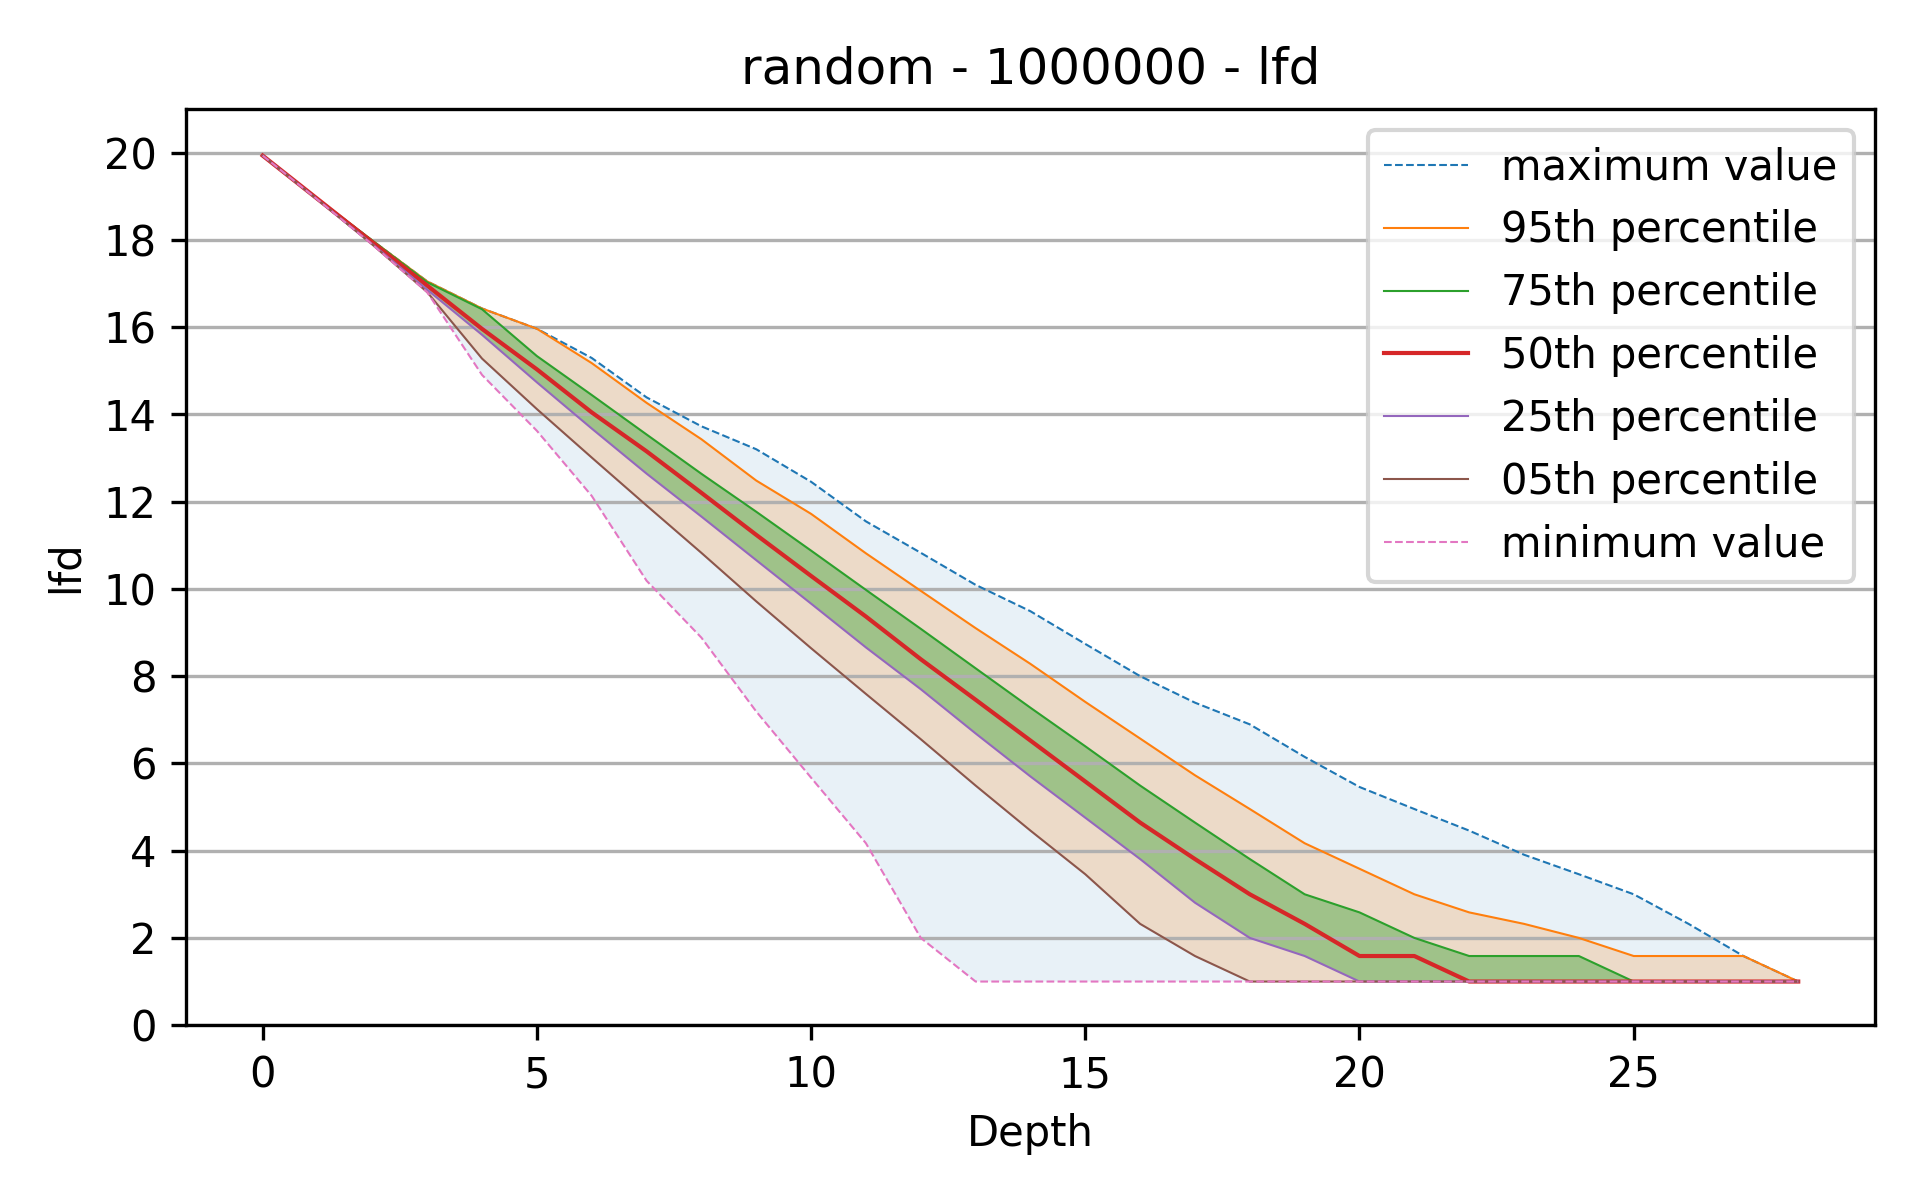 random - 1000000 - lfd
maximum value
95th percentile
75th percentile
50th percentile
25th percentile
05th percentile
minimum value
lfd
20
18
16
14
12
10
8
6
4
2
0
0 5 10 15 20 25
Depth